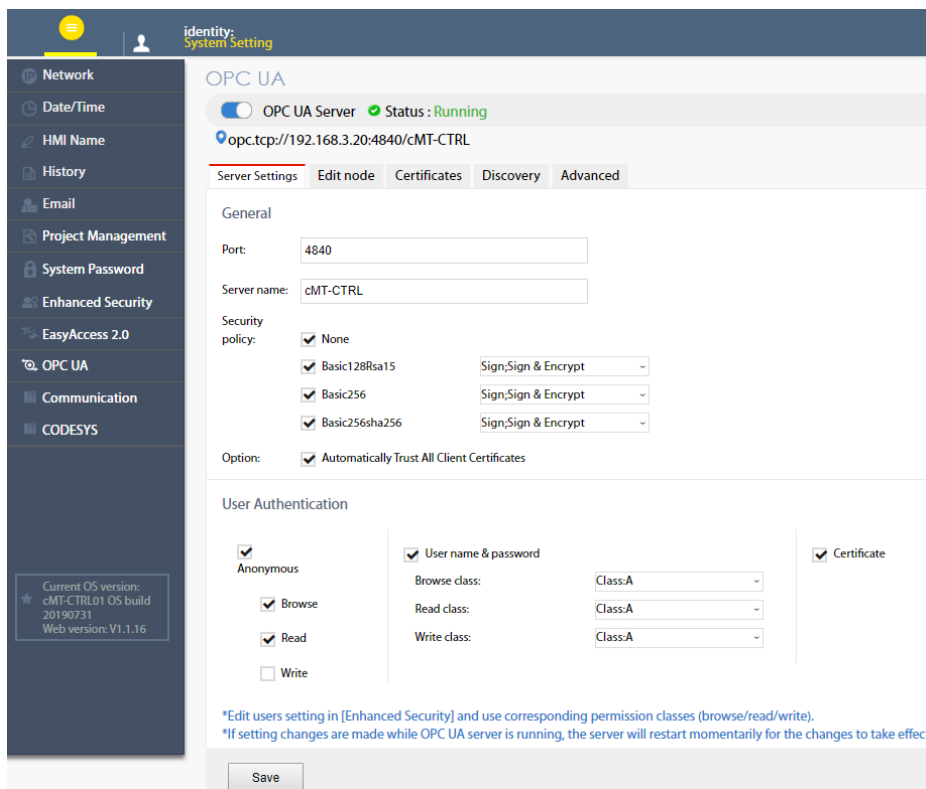 identity:
System Setting
Network
Date/Time
HMI Name
History
Email
Project Management
System Password
Enhanced Security
EasyAccess 2.0
OPC UA
Communication
CODESYS
Current OS version:
cMT-CTRL01 OS build
20190731
Web version: V1.1.16
OPC UA
OPC UA Server Status : Running
opc.tcp://192.168.3.20:4840/cMT-CTRL
Server Settings Edit node Certificates Discovery Advanced
General
Port: 4840
Server name: cMT-CTRL
Security
policy: None
Basic128Rsa15 Sign;Sign & Encrypt
Basic256 Sign;Sign & Encrypt
Basic256sha256 Sign;Sign & Encrypt
Option: Automatically Trust All Client Certificates
User Authentication
Anonymous
Browse
Read
Write
User name & password
Browse class: Class:A
Read class: Class:A
Write class: Class:A
Certificate
*Edit users setting in [Enhanced Security] and use corresponding permission classes (browse/read/write).
*If setting changes are made while OPC UA server is running, the server will restart momentarily for the changes to take effec
Save